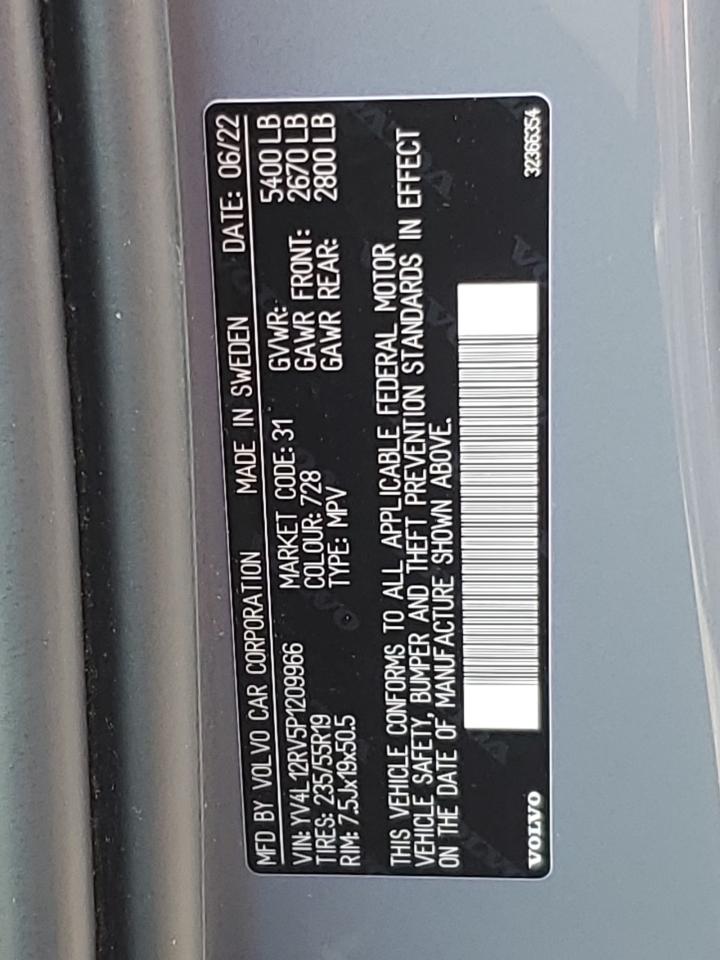 MFD BY VOLVO CAR CORPORATION MADE IN SWEDEN DATE: 06/22
VIN: YV4L12RV5P1209966 MARKET CODE: 31 GVWR: 5400 LB
TIRES: 235/55R19 COLOUR: 728 GAWR FRONT: 2670 LB
RIM: 7.5Jx19x50.5 TYPE: MPV GAWR REAR: 2800 LB
THIS VEHICLE CONFORMS TO ALL APPLICABLE FEDERAL MOTOR
VEHICLE SAFETY, BUMPER AND THEFT PREVENTION STANDARDS IN EFFECT
ON THE DATE OF MANUFACTURE SHOWN ABOVE.
VOLVO 32366354